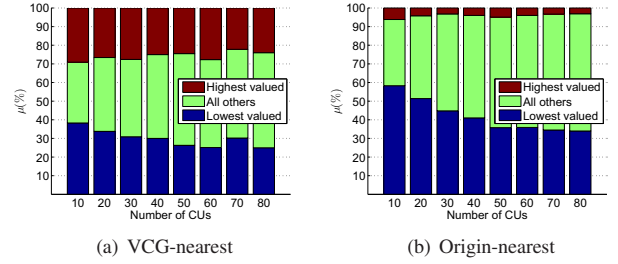 100
90
80
70
60
50
40
30
20
10
μ(%)
Highest valued
All others
Lowest valued
10 20 30 40 50 60 70 80
Number of CUs
(a) VCG-nearest
100
90
80
70
60
50
40
30
20
10
μ(%)
Highest valued
All others
Lowest valued
10 20 30 40 50 60 70 80
Number of CUs
(b) Origin-nearest